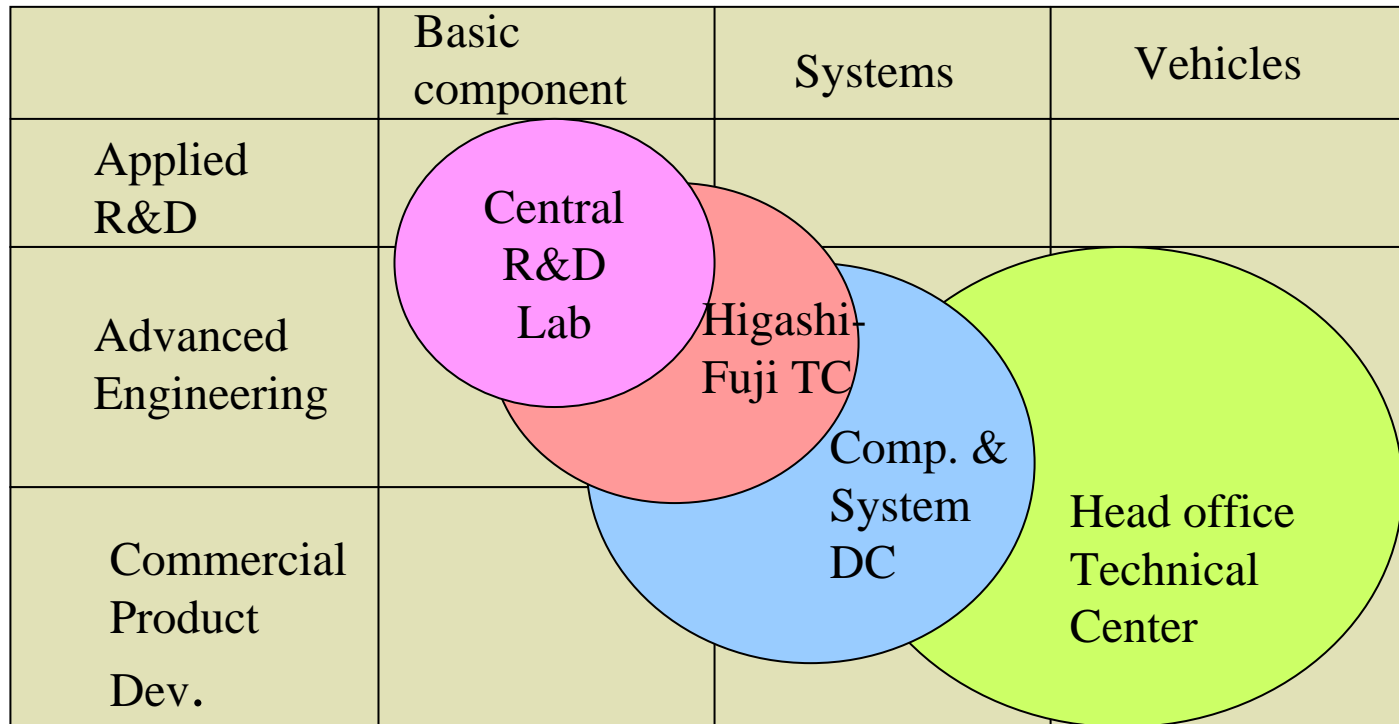 Basic
component
Systems
Vehicles
Applied
R&D
Central
R&D
Lab
Advanced
Engineering
Higashi-
Fuji TC
Comp. &
System
DC
Commercial
Product
Dev.
Head office
Technical
Center